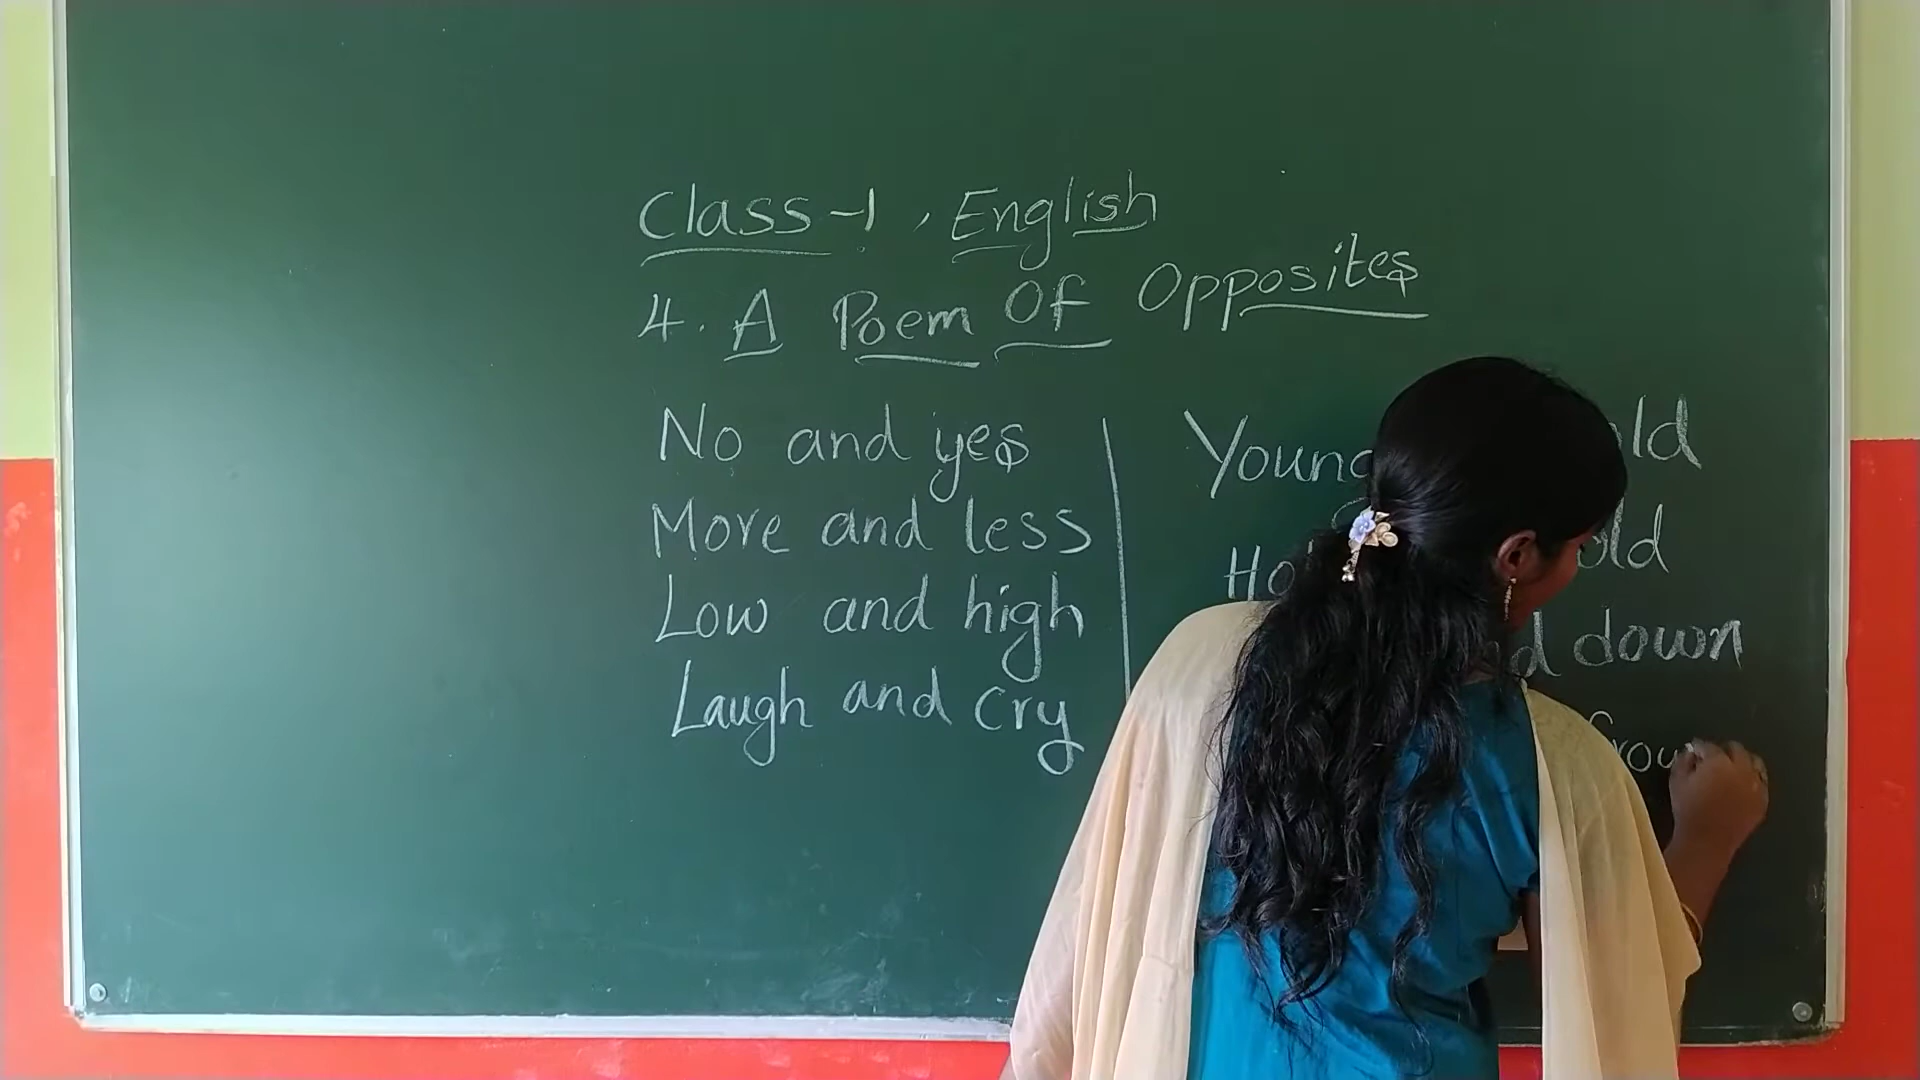 Class-1, English
4. A Poem Of Opposites
No and yes
More and less
Low and high
Laugh and cry
Young
down